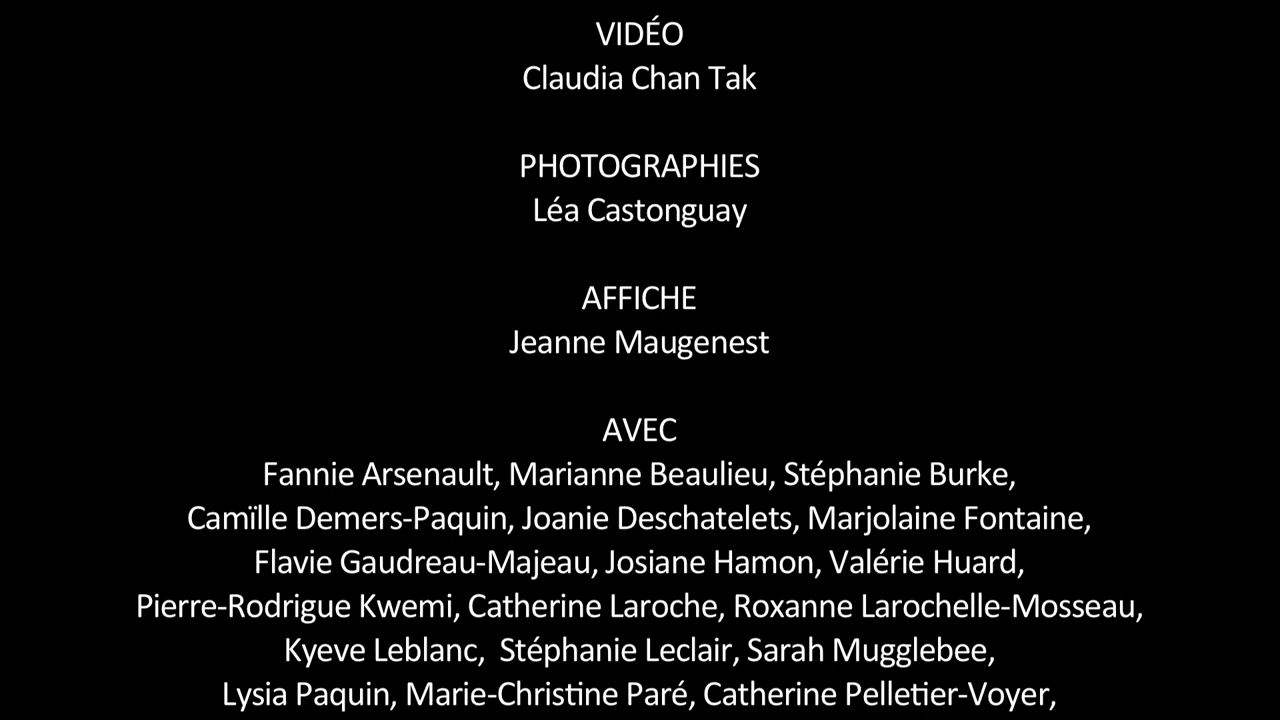 VIDÉO
Claudia Chan Tak
PHOTOGRAPHIES
Léa Castonguay
AFFICHE
Jeanne Maugenest
AVEC
Fannie Arsenault, Marianne Beaulieu, Stéphanie Burke,
Camïlle Demers-Paquin, Joanie Deschatelets, Marjolaine Fontaine,
Flavie Gaudreau-Majeau, Josiane Hamon, Valérie Huard,
Pierre-Rodrigue Kwemi, Catherine Laroche, Roxanne Larochelle-Mosseau,
Kyeve Leblanc, Stéphanie Leclair, Sarah Mugglebee,
Lysia Paquin, Marie-Christine Paré, Catherine Pelletier-Voyer,